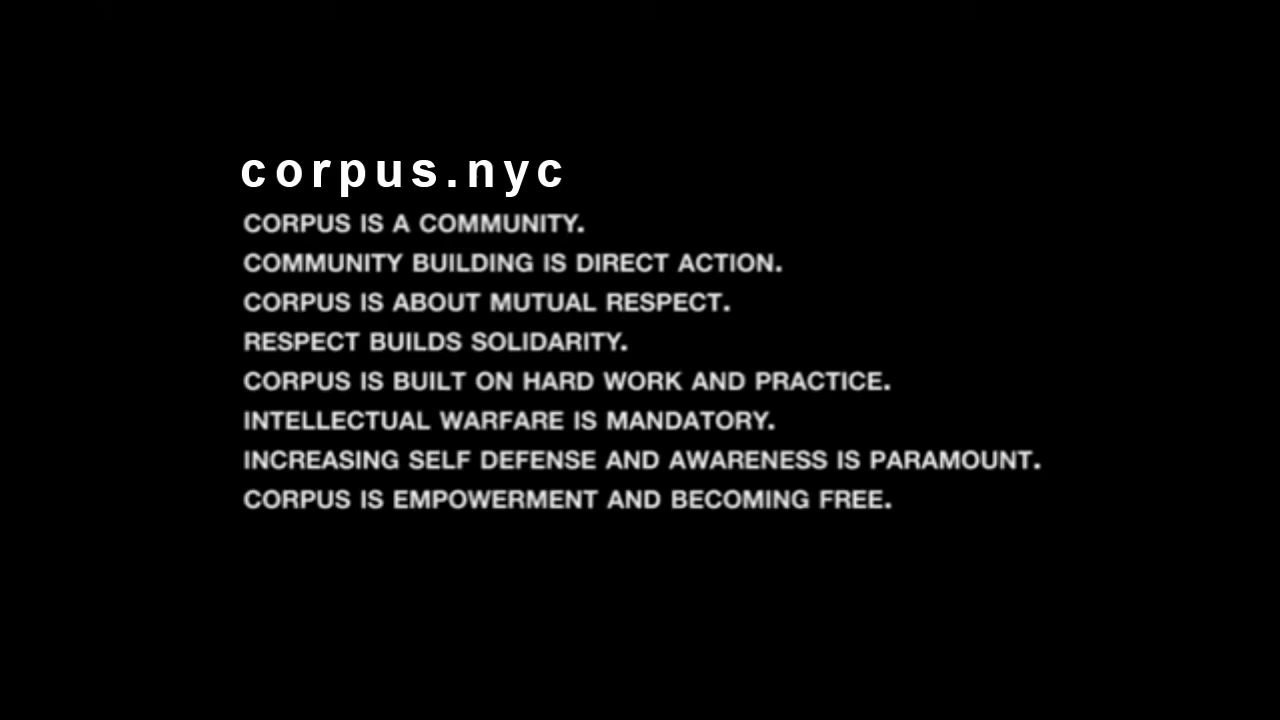 corpus.nyc
CORPUS IS A COMMUNITY.
COMMUNITY BUILDING IS DIRECT ACTION.
CORPUS IS ABOUT MUTUAL RESPECT.
RESPECT BUILDS SOLIDARITY.
CORPUS IS BUILT ON HARD WORK AND PRACTICE.
INTELLECTUAL WARFARE IS MANDATORY.
INCREASING SELF DEFENSE AND AWARENESS IS PARAMOUNT.
CORPUS IS EMPOWERMENT AND BECOMING FREE.